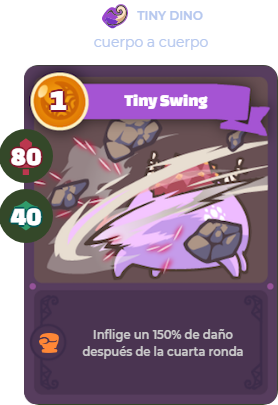 TINY DINO
cuerpo a cuerpo
1
Tiny Swing
80
40
Inflige un 150% de daño
después de la cuarta ronda